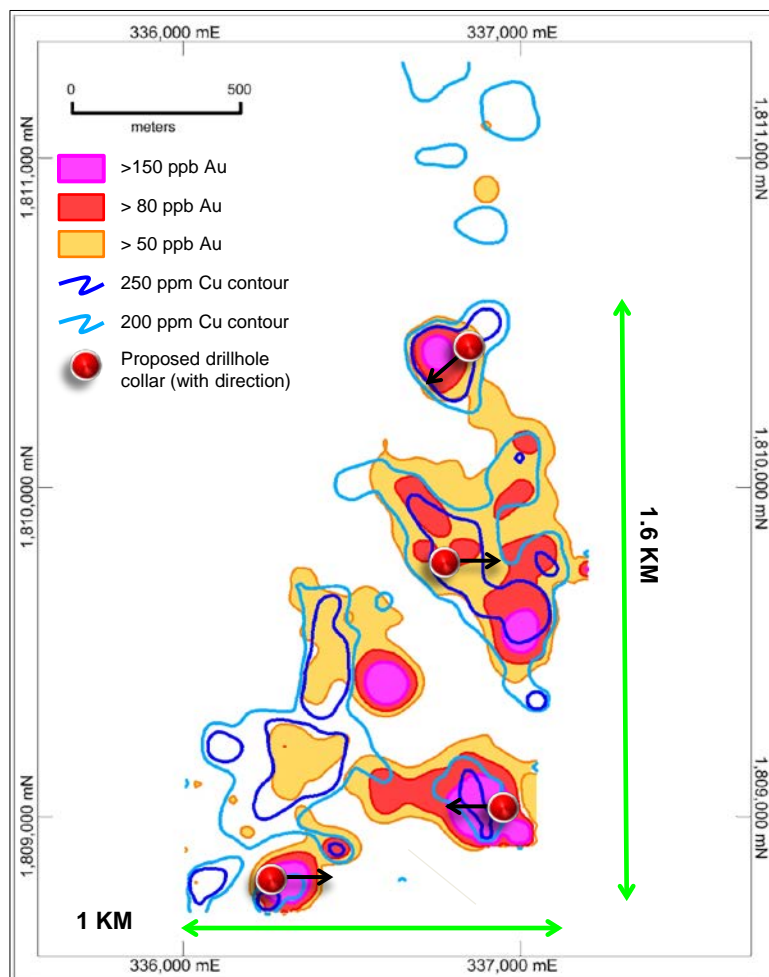 336,000 mE
337,000 mE
0
500
meters
1,811,000 mN
1,811,000 mN
>150 ppb Au
> 80 ppb Au
> 50 ppb Au
250 ppm Cu contour
200 ppm Cu contour
Proposed drillhole
collar (with direction)
1,810,000 mN
1,810,000 mN
1.6 KM
1,809,000 mN
1,809,000 mN
1 KM
336,000 mE
337,000 mE